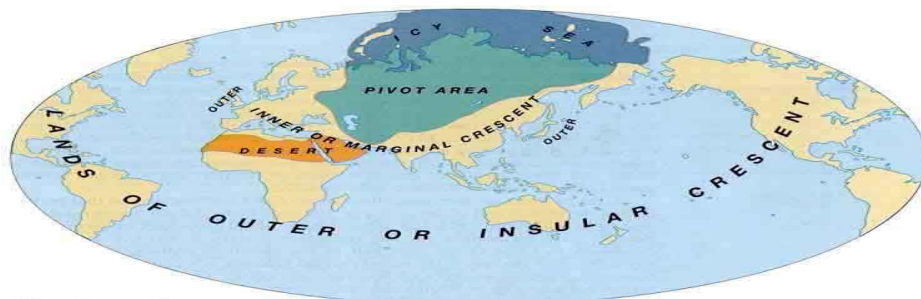 ICY SEA
PIVOT AREA
OUTER
INNER OR MARGINAL CRESCENT
OUTER
DESERT
LANDS OF OUTER OR INSULAR CRESCENT